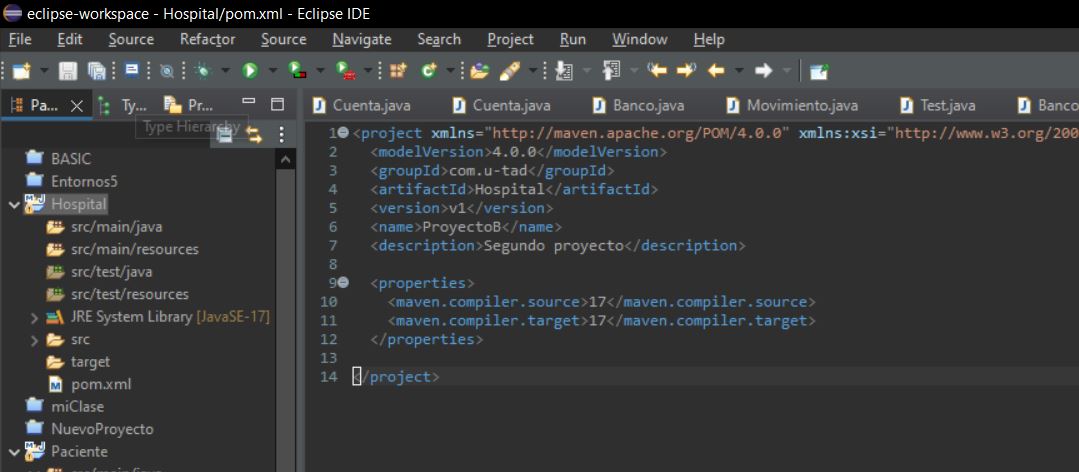 eclipse-workspace - Hospital/pom.xml - Eclipse IDE
File Edit Source Refactor Source Navigate Search Project Run Window Help
Pa... Ty... Pr...
Type Hierarchy
Cuenta.java Cuenta.java Banco.java Movimiento.java Test.java Banco
BASIC
Entornos5
Hospital
src/main/java
src/main/resources
src/test/java
src/test/resources
JRE System Library [JavaSE-17]
src
target
pom.xml
miClase
NuevoProyecto
Paciente
src/main/java
1 <project xmlns="http://maven.apache.org/POM/4.0.0" xmlns:xsi="http://www.w3.org/200
2 <modelVersion>4.0.0</modelVersion>
3 <groupId>com.u-tad</groupId>
4 <artifactId>Hospital</artifactId>
5 <version>v1</version>
6 <name>ProyectoB</name>
7 <description>Segundo proyecto</description>
8
9 <properties>
10 <maven.compiler.source>17</maven.compiler.source>
11 <maven.compiler.target>17</maven.compiler.target>
12 </properties>
13
14 </project>